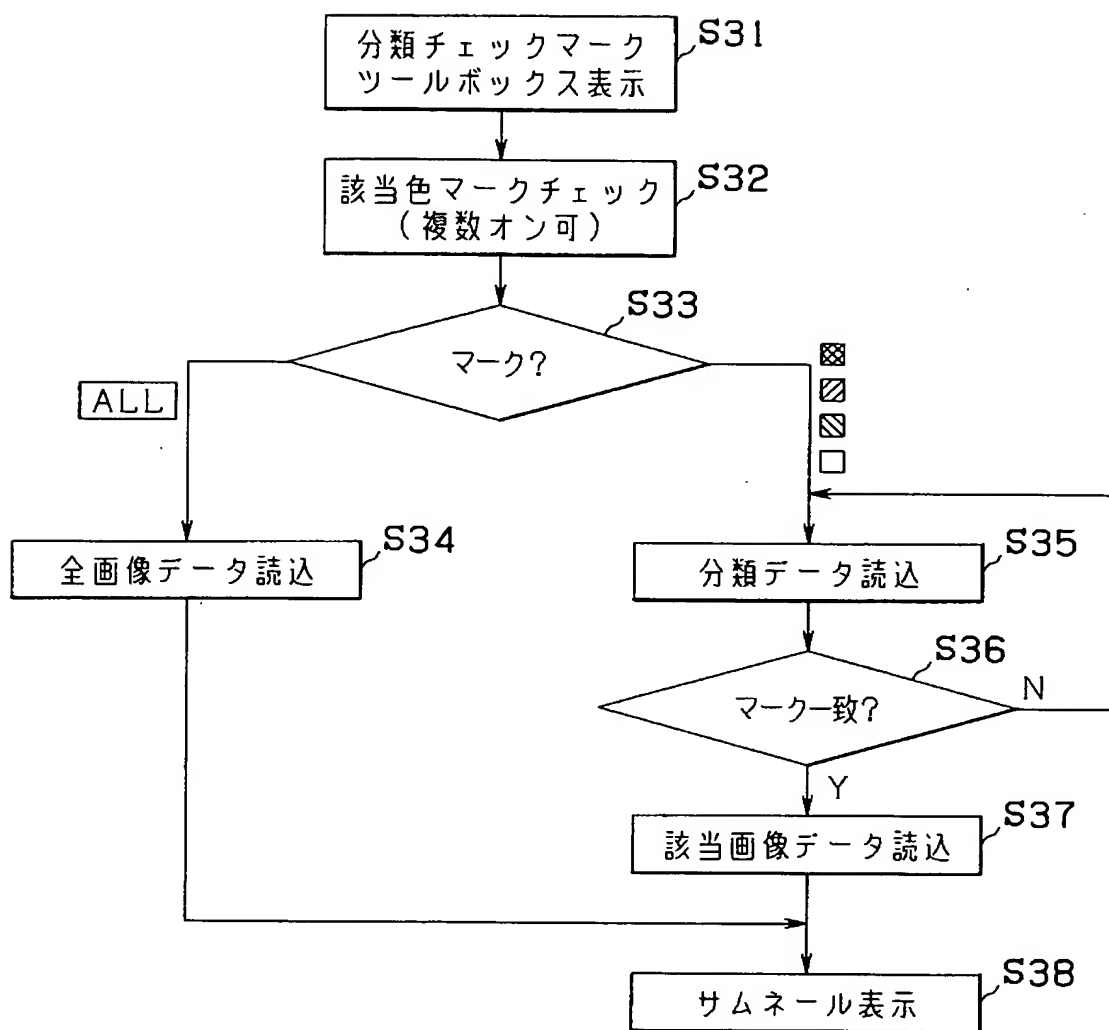 分類チェックマーク
ツールボックス表示
S31
該当色マークチェック
(複数オン可)
S32
マーク?
S33
ALL
全画像データ読込
S34
分類データ読込
S35
マーク一致?
S36
N
Y
該当画像データ読込
S37
サムネール表示
S38